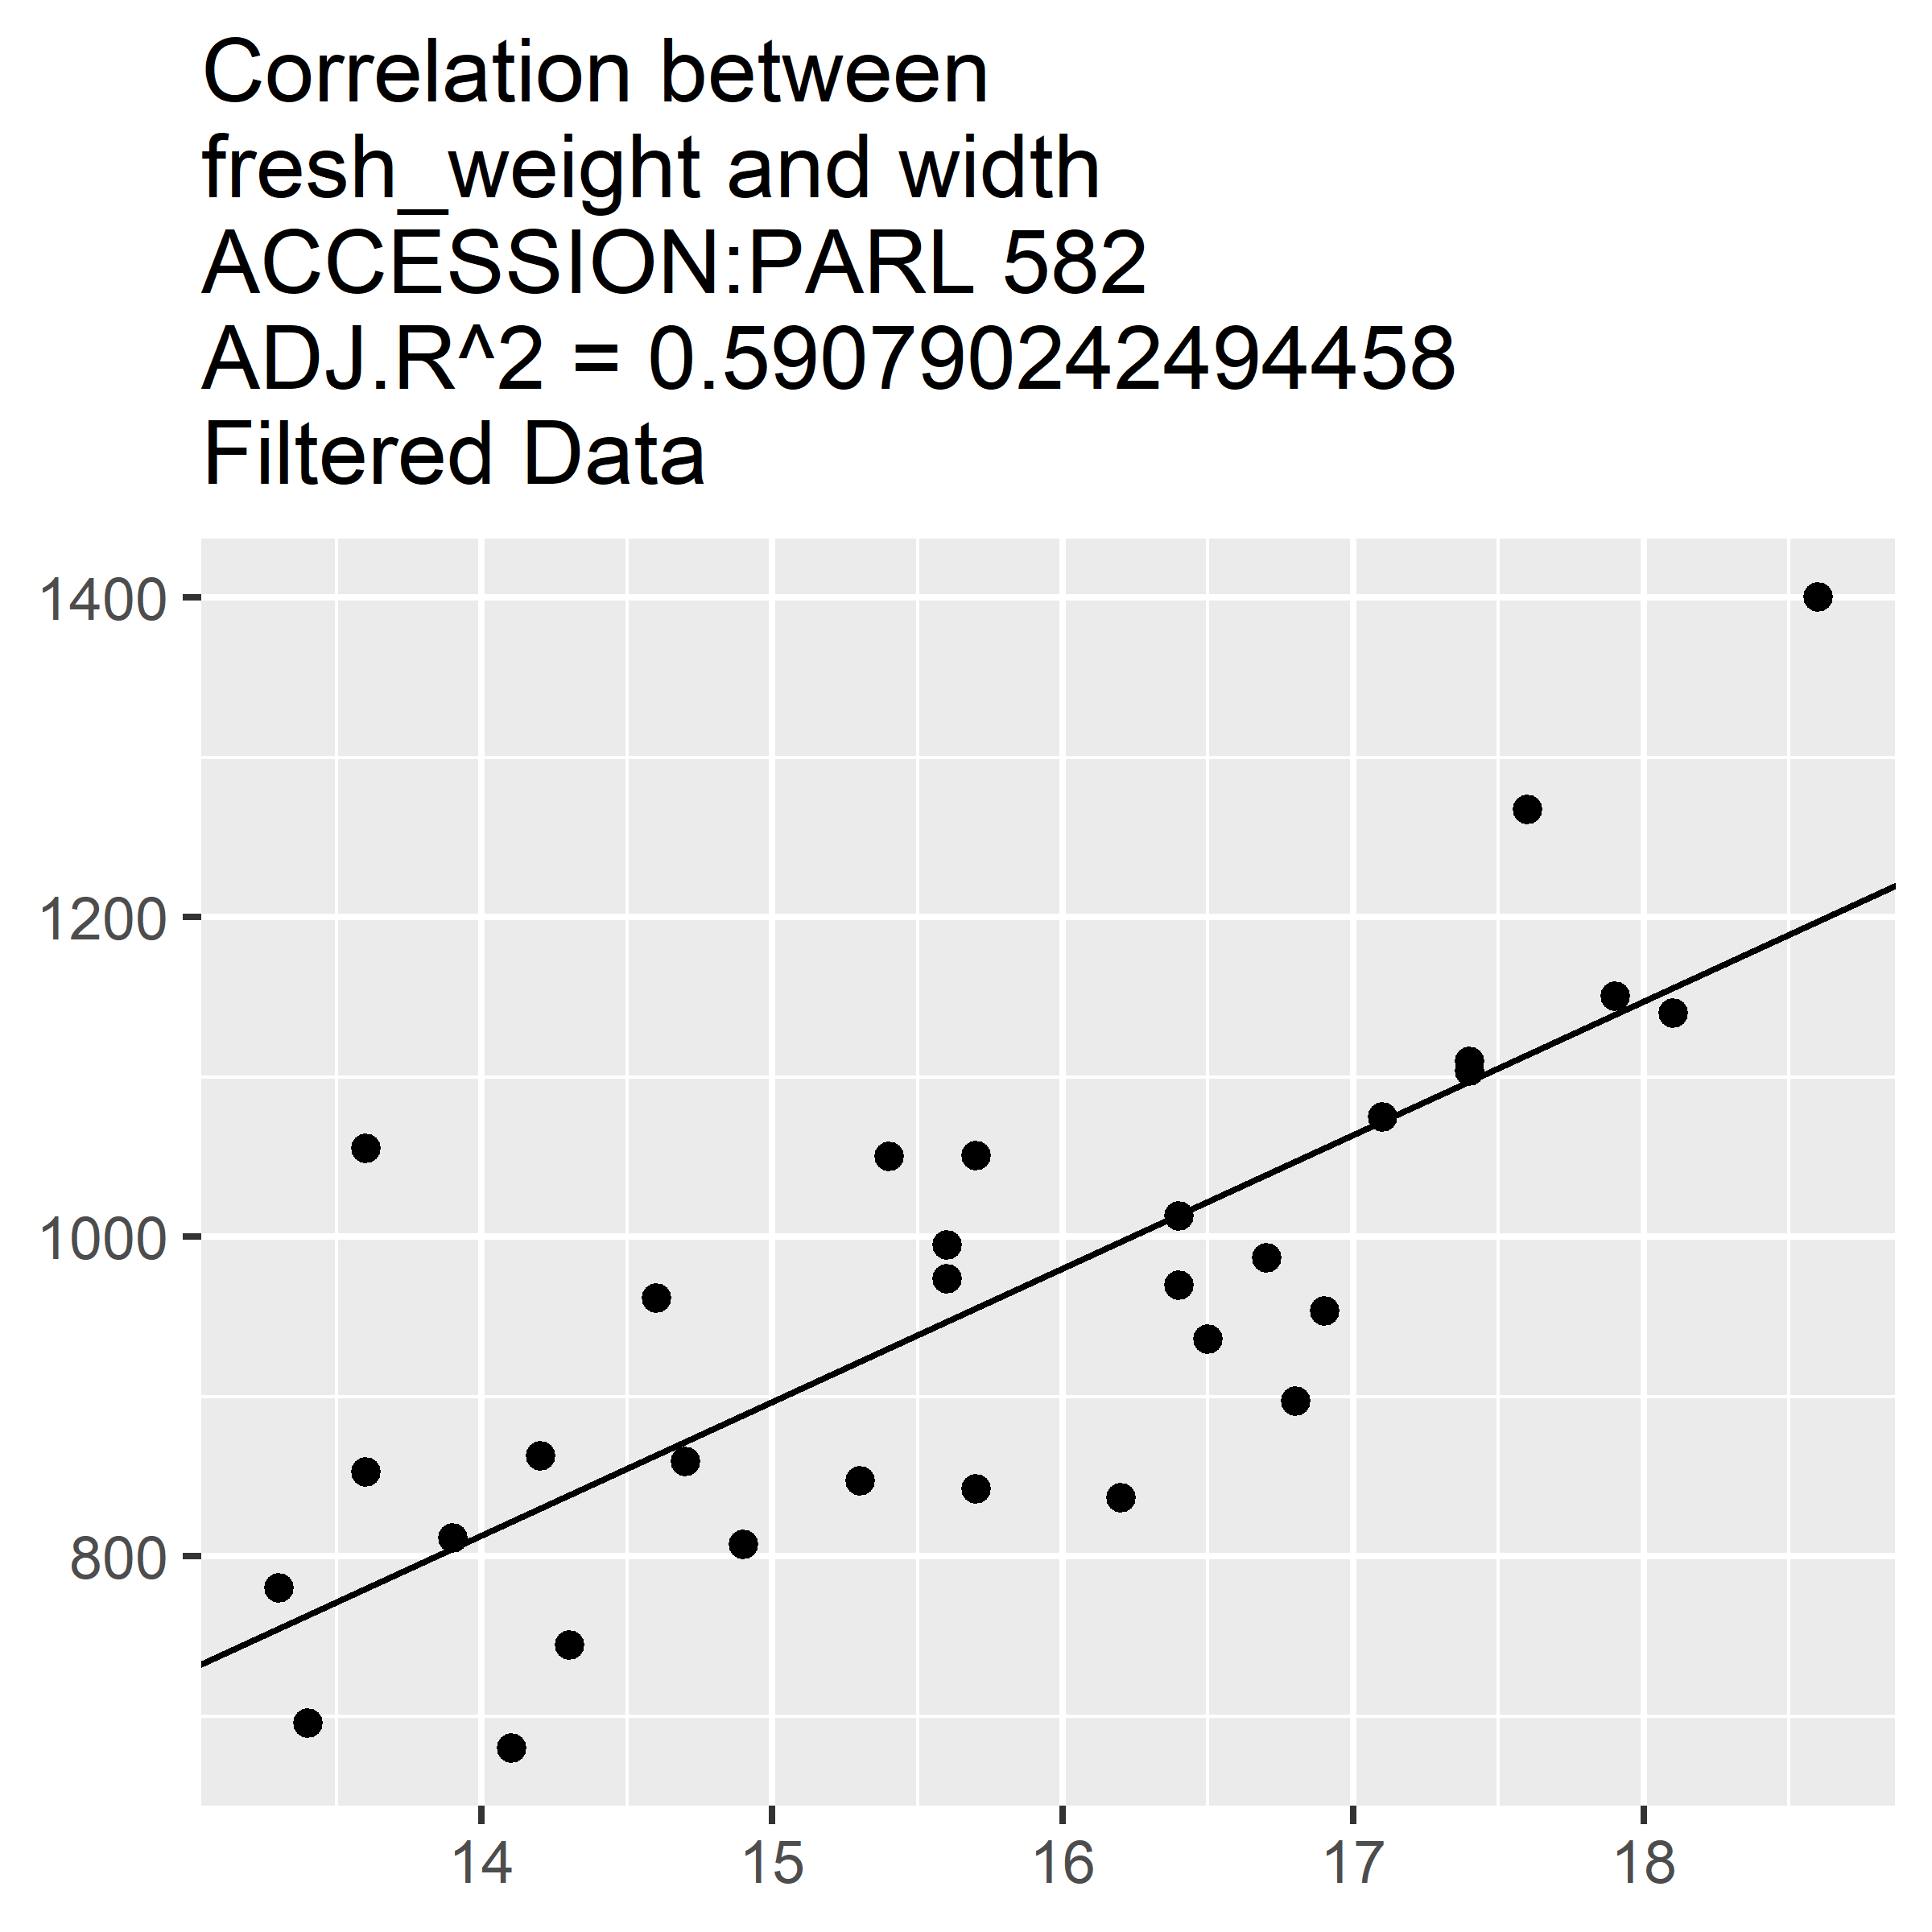 Correlation between
fresh_weight and width
ACCESSION:PARL 582
ADJ.R^2 = 0.590790242494458
Filtered Data
1400
1200
1000
800
14 15 16 17 18